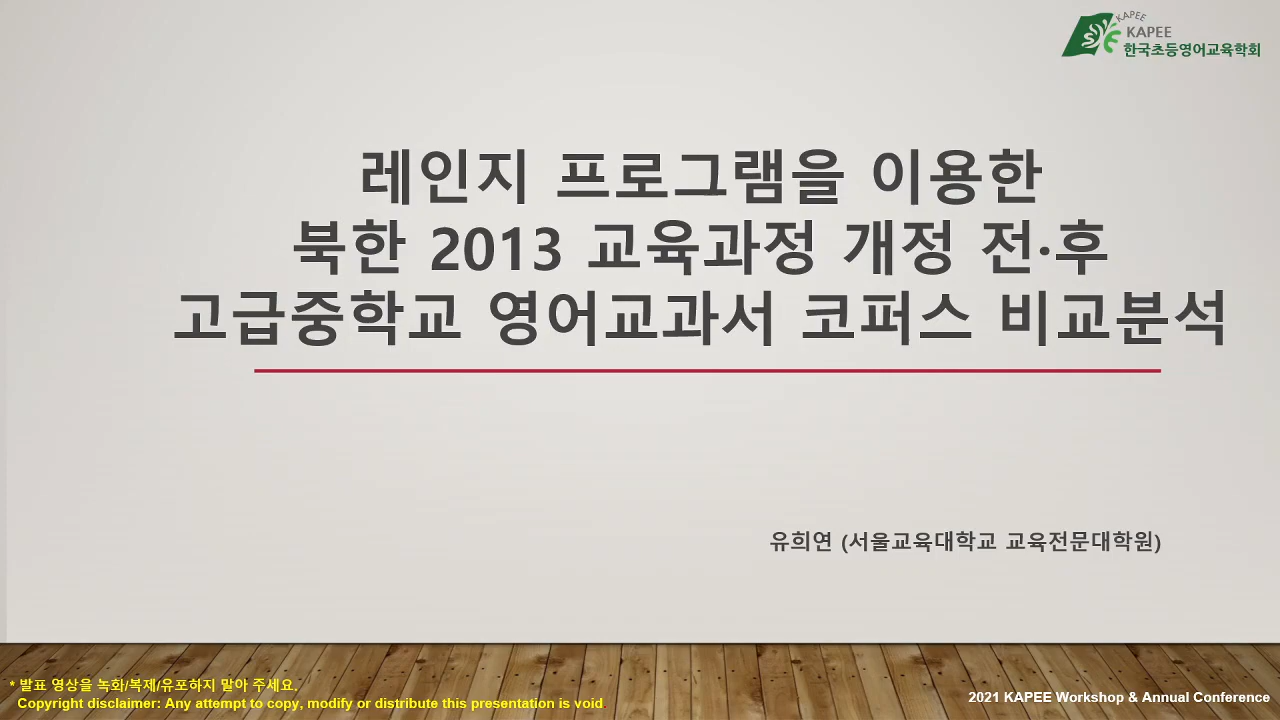 KAPEE
KAPEE
한국초등영어교육학회
레인지 프로그램을 이용한
북한 2013 교육과정 개정 전·후
고급중학교 영어교과서 코퍼스 비교분석
유희연 (서울교육대학교 교육전문대학원)
* 발표 영상을 녹화/복제/유포하지 말아 주세요.
Copyright disclaimer: Any attempt to copy, modify or distribute this presentation is void.
2021 KAPEE Workshop & Annual Conference